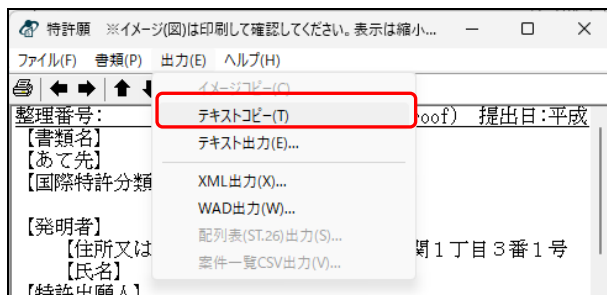 特許願 ※イメージ(図)は印刷して確認してください。表示は縮小...
ファイル(F) 書類(P) 出力(E) ヘルプ(H)
イメージコピー(C)
整理番号: テキストコピー(T) oof) 提出日:平成
【書類名】 テキスト出力(E)...
【あて先】
【国際特許分類 XML出力(X)...
WAD出力(W)...
【発明者】 配列表(ST.26)出力(S)...
【住所又は 1丁目3番1号
【氏名】 案件一覧CSV出力(V)...
【特許出願人】